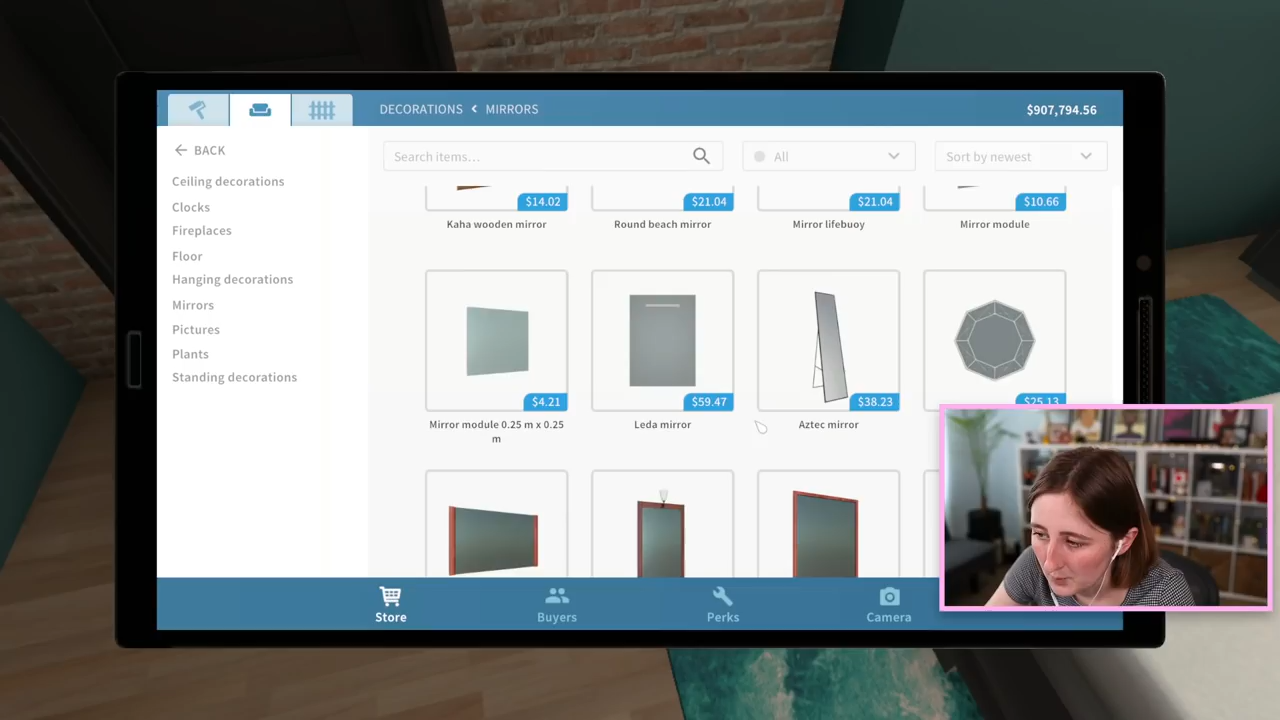 DECORATIONS < MIRRORS
$907,794.56
BACK
Search items...
All
Sort by newest
Ceiling decorations
Clocks
Fireplaces
Floor
Hanging decorations
Mirrors
Pictures
Plants
Standing decorations
$14.02
$21.04
$21.04
$10.66
Kaha wooden mirror
Round beach mirror
Mirror lifebuoy
Mirror module
$4.21
$59.47
$38.23
$25.13
Mirror module 0.25 m x 0.25
m
Leda mirror
Aztec mirror
Store
Buyers
Perks
Camera